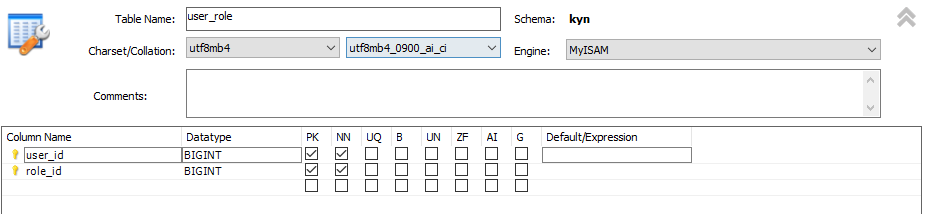 Table Name: user_role Schema: kyn
Charset/Collation: utf8mb4 utf8mb4_0900_ai_ci Engine: MyISAM
Comments:
Column Name Datatype PK NN UQ B UN ZF AI G Default/Expression
user_id BIGINT
role_id BIGINT